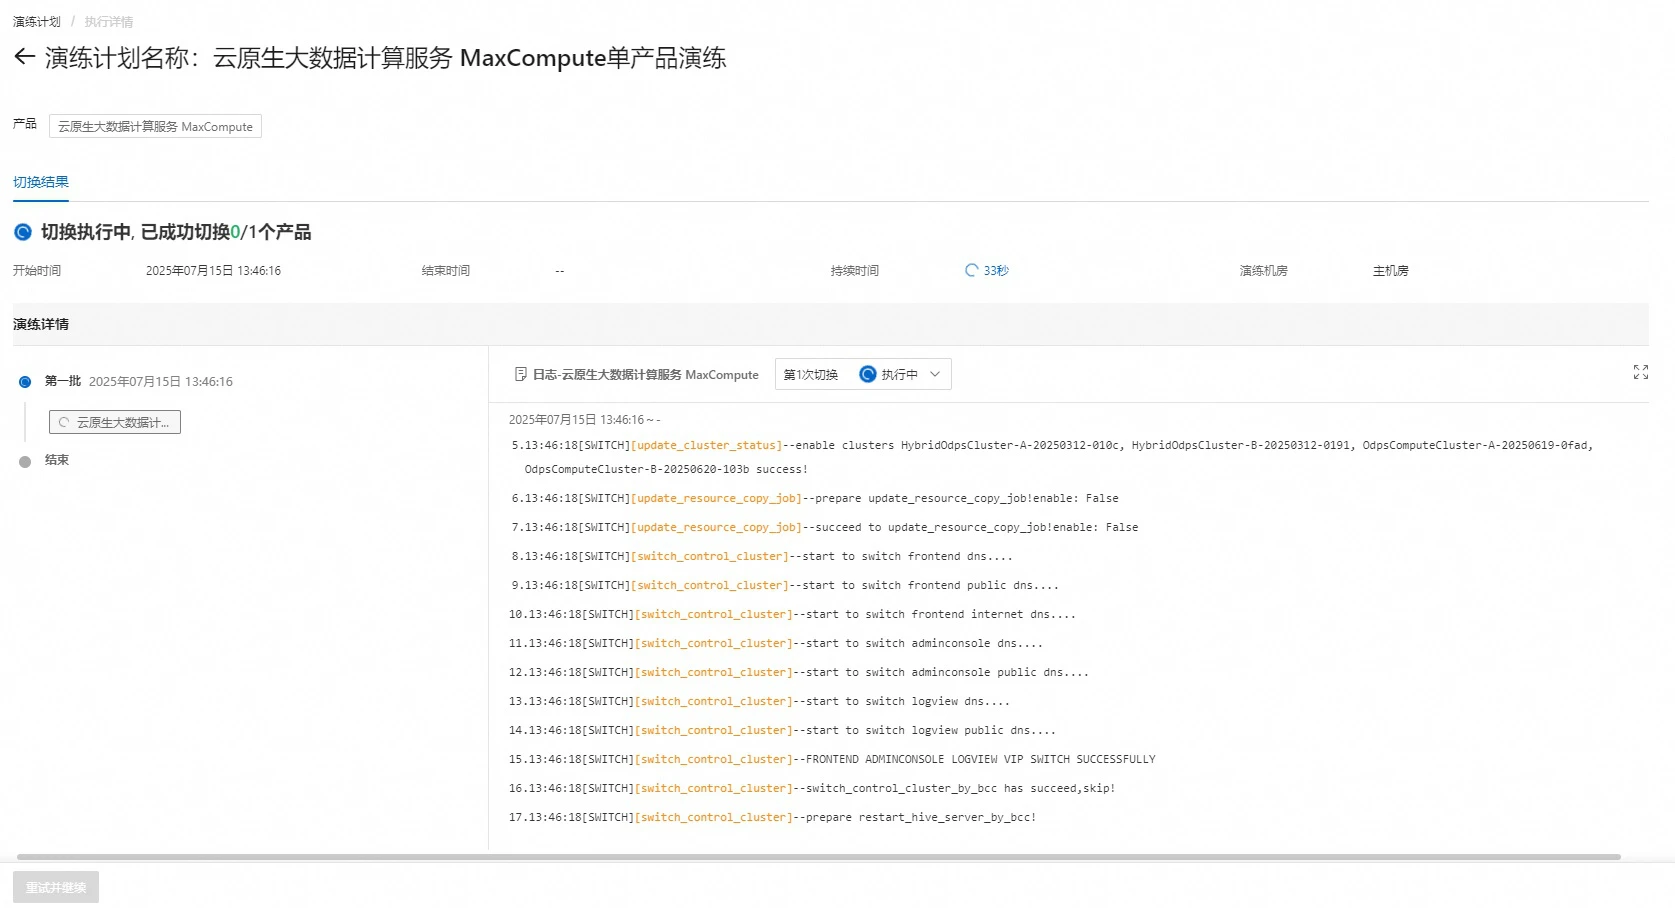 演练计划 / 执行详情
← 演练计划名称：云原生大数据计算服务 MaxCompute单产品演练
产品 云原生大数据计算服务 MaxCompute
切换结果
切换执行中, 已成功切换0/1个产品
开始时间 2025年07月15日 13:46:16 结束时间 -- 持续时间 33秒 演练机房 主机房
演练详情
第一批 2025年07月15日 13:46:16
云原生大数据计...
结束
日志-云原生大数据计算服务 MaxCompute 第1次切换 执行中
2025年07月15日 13:46:16 ~ -
5.13:46:18[SWITCH][update_cluster_status]--enable clusters HybridOdpsCluster-A-20250312-010c, HybridOdpsCluster-B-20250312-0191, OdpsComputeCluster-A-20250619-0fad,
OdpsComputeCluster-B-20250620-103b success!
6.13:46:18[SWITCH][update_resource_copy_job]--prepare update_resource_copy_job!enable: False
7.13:46:18[SWITCH][update_resource_copy_job]--succeed to update_resource_copy_job!enable: False
8.13:46:18[SWITCH][switch_control_cluster]--start to switch frontend dns....
9.13:46:18[SWITCH][switch_control_cluster]--start to switch frontend public dns....
10.13:46:18[SWITCH][switch_control_cluster]--start to switch frontend internet dns....
11.13:46:18[SWITCH][switch_control_cluster]--start to switch adminconsole dns....
12.13:46:18[SWITCH][switch_control_cluster]--start to switch adminconsole public dns....
13.13:46:18[SWITCH][switch_control_cluster]--start to switch logview dns....
14.13:46:18[SWITCH][switch_control_cluster]--start to switch logview public dns....
15.13:46:18[SWITCH][switch_control_cluster]--FRONTEND ADMINCONSOLE LOGVIEW VIP SWITCH SUCCESSFULLY
16.13:46:18[SWITCH][switch_control_cluster]--switch_control_cluster_by_bcc has succeed,skip!
17.13:46:18[SWITCH][switch_control_cluster]--prepare restart_hive_server_by_bcc!
重试并继续